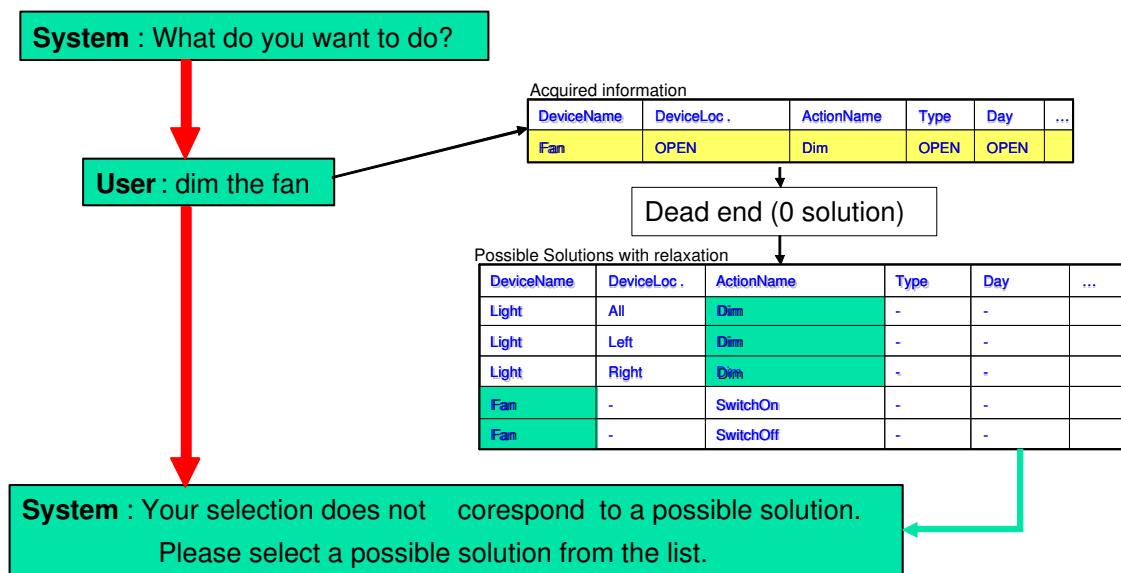 System : What do you want to do?
Acquired information
DeviceName DeviceLoc . ActionName Type Day ...
Fan OPEN Dim OPEN OPEN
User : dim the fan
Dead end (0 solution)
Possible Solutions with relaxation
DeviceName DeviceLoc . ActionName Type Day ...
Light All Dim - -
Light Left Dim - -
Light Right Dim - -
Fan - SwitchOn - -
Fan - SwitchOff - -
System : Your selection does not corespond to a possible solution.
Please select a possible solution from the list.